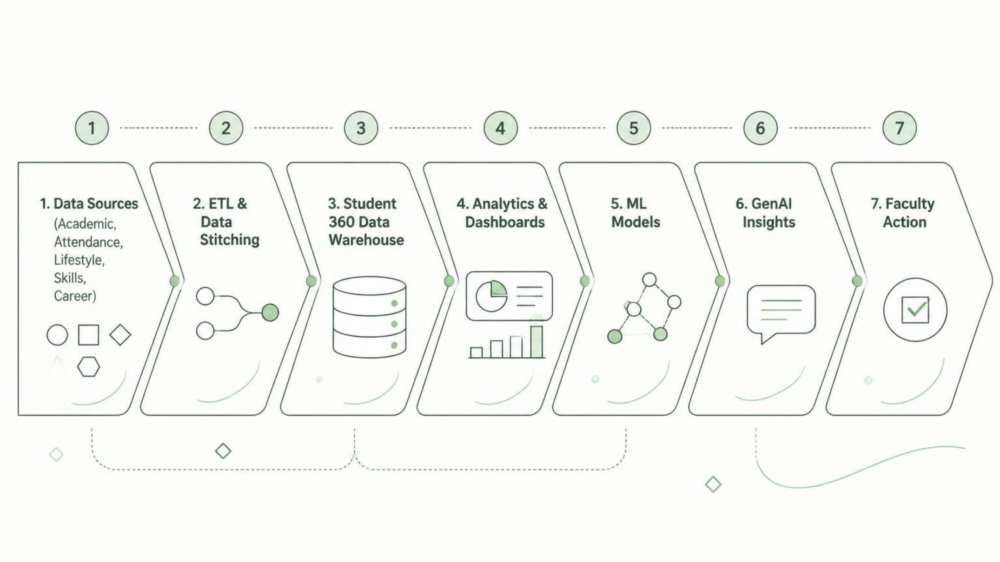 1
2
3
4
5
6
7
1. Data Sources
(Academic,
Attendance,
Lifestyle,
Skills,
Career)
2. ETL &
Data
Stitching
3. Student
360 Data
Warehouse
4. Analytics &
Dashboards
5. ML
Models
6. GenAI
Insights
7. Faculty
Action